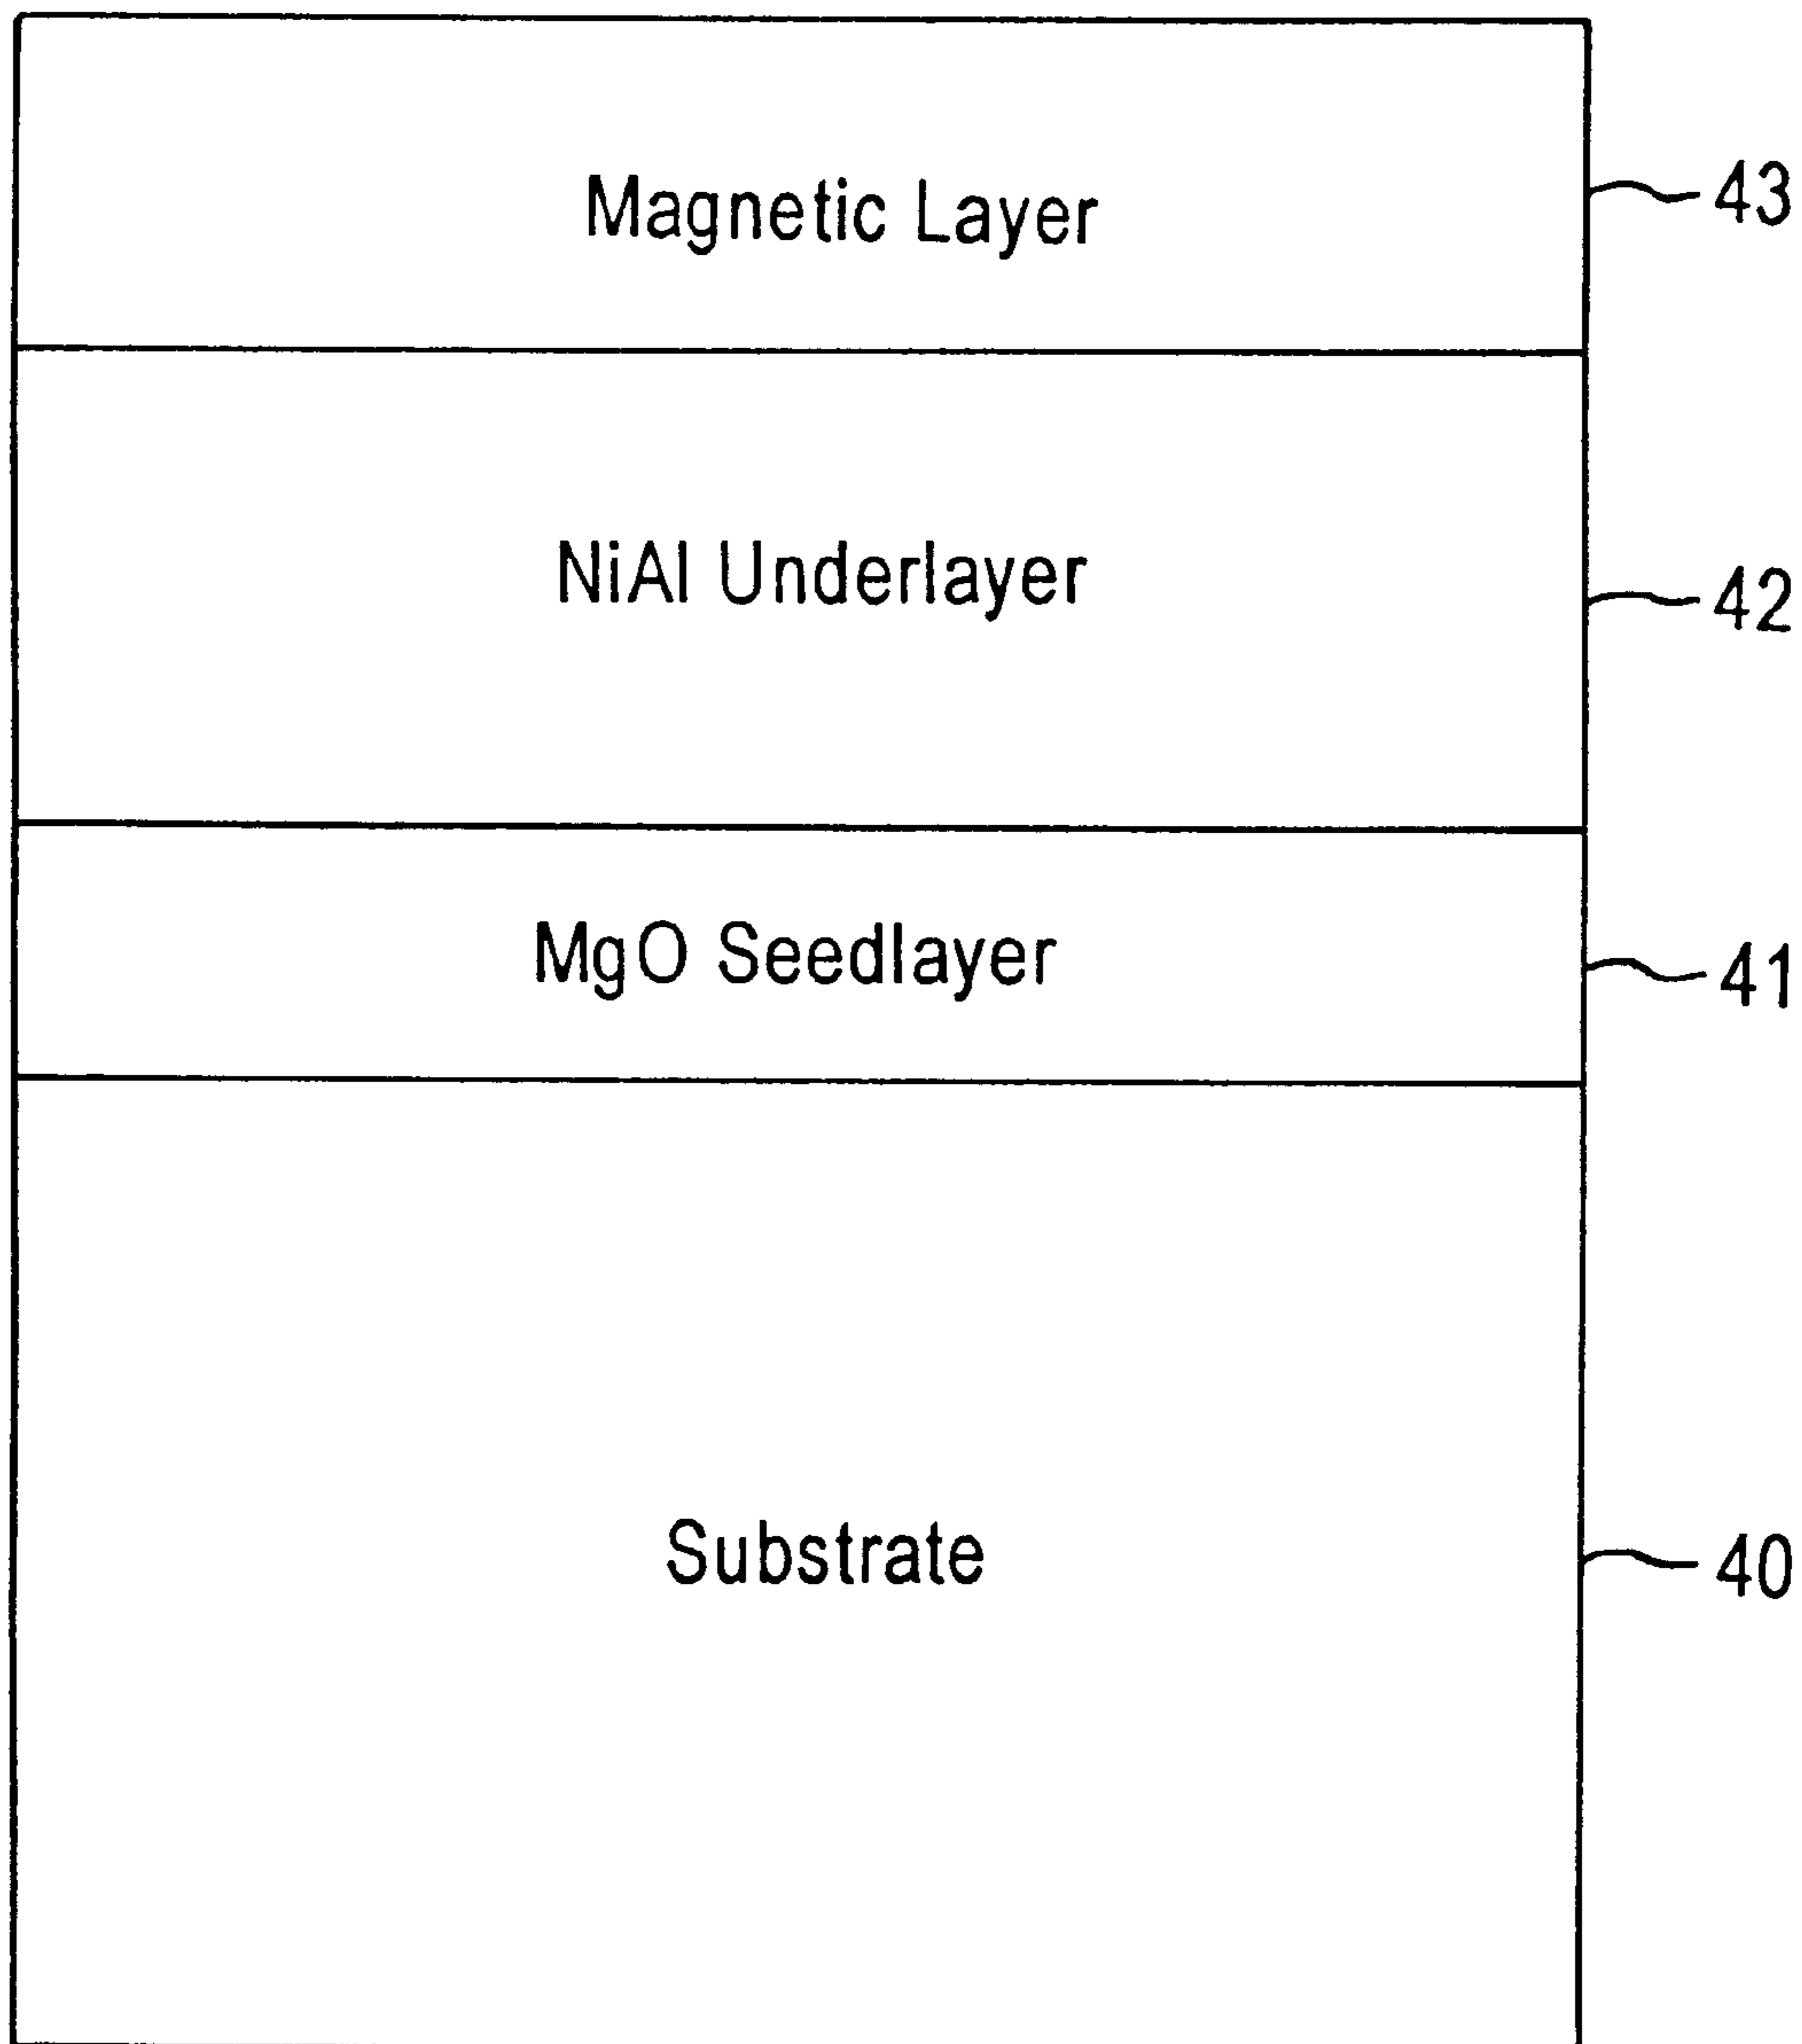 Magnetic Layer
43
NiAl Underlayer
42
MgO Seedlayer
41
Substrate
40